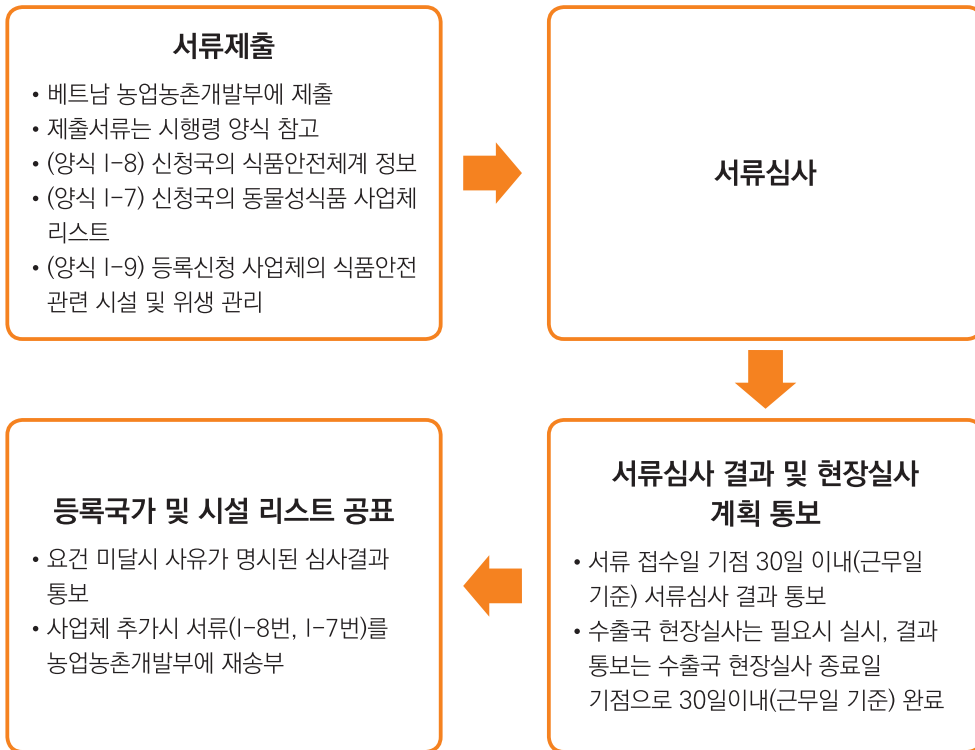 서류제출
• 베트남 농업농촌개발부에 제출
• 제출서류는 시행령 양식 참고
• (양식 I-8) 신청국의 식품안전체계 정보
• (양식 I-7) 신청국의 동물성식품 사업체
리스트
• (양식 I-9) 등록신청 사업체의 식품안전
관련 시설 및 위생 관리
서류심사
서류심사 결과 및 현장실사
계획 통보
• 서류 접수일 기점 30일 이내(근무일
기준) 서류심사 결과 통보
• 수출국 현장실사는 필요시 실시, 결과
통보는 수출국 현장실사 종료일
기점으로 30일이내(근무일 기준) 완료
등록국가 및 시설 리스트 공표
• 요건 미달시 사유가 명시된 심사결과
통보
• 사업체 추가시 서류(I-8번, I-7번)를
농업농촌개발부에 재송부